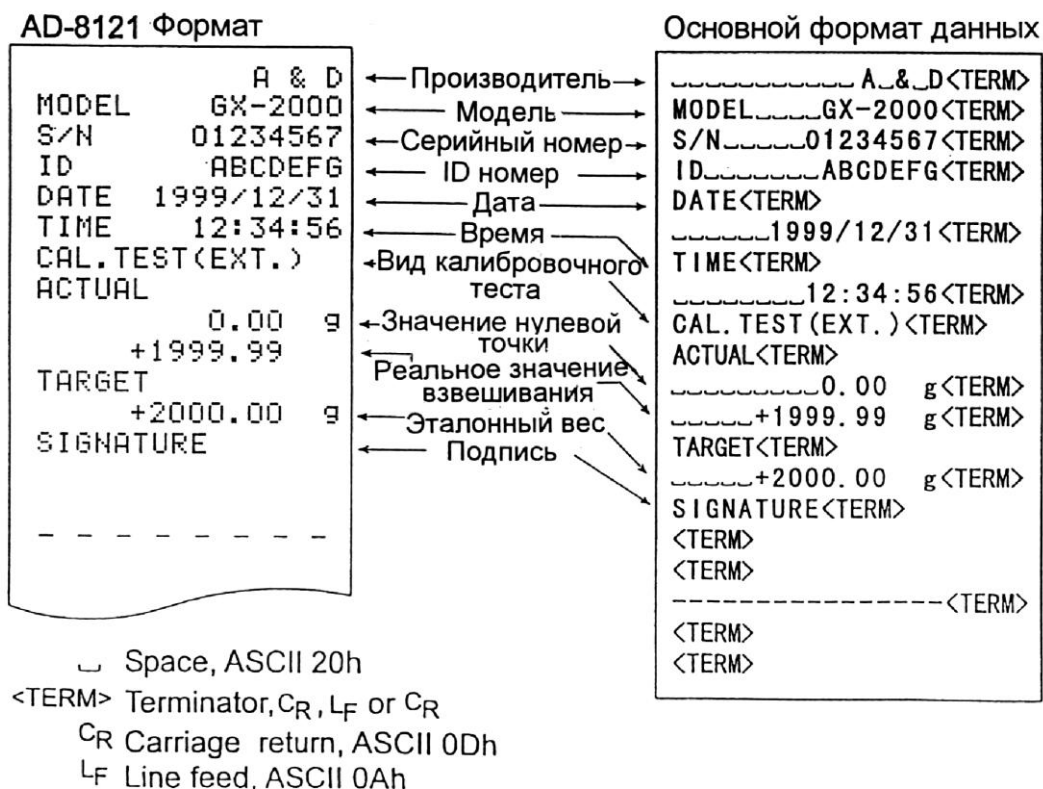 AD-8121 Формат
A & D
MODEL GX-2000
S/N 01234567
ID ABCDEFG
DATE 1999/12/31
TIME 12:34:56
CAL.TEST(EXT.)
ACTUAL
0.00 g
+1999.99
TARGET
+2000.00 g
SIGNATURE
- - - - - - - - -
Производитель
Модель
Серийный номер
ID номер
Дата
Время
Вид калибровочного
теста
Значение нулевой
точки
Реальное значение
взвешивания
Эталонный вес
Подпись
Основной формат данных
␣␣␣␣␣␣␣␣␣␣␣␣A␣&␣D<TERM>
MODEL␣␣␣␣GX-2000<TERM>
S/N␣␣␣␣␣01234567<TERM>
ID␣␣␣␣␣␣␣ABCDEFG<TERM>
DATE<TERM>
␣␣␣␣␣␣1999/12/31<TERM>
TIME<TERM>
␣␣␣␣␣␣␣␣12:34:56<TERM>
CAL.TEST(EXT.)<TERM>
ACTUAL<TERM>
␣␣␣␣␣␣␣␣␣0.00 g<TERM>
␣␣␣␣␣+1999.99 g<TERM>
TARGET<TERM>
␣␣␣␣␣+2000.00 g<TERM>
SIGNATURE<TERM>
<TERM>
<TERM>
----------------<TERM>
<TERM>
<TERM>
␣ Space, ASCII 20h
<TERM> Terminator, CR, LF or CR
CR Carriage return, ASCII 0Dh
LF Line feed, ASCII 0Ah